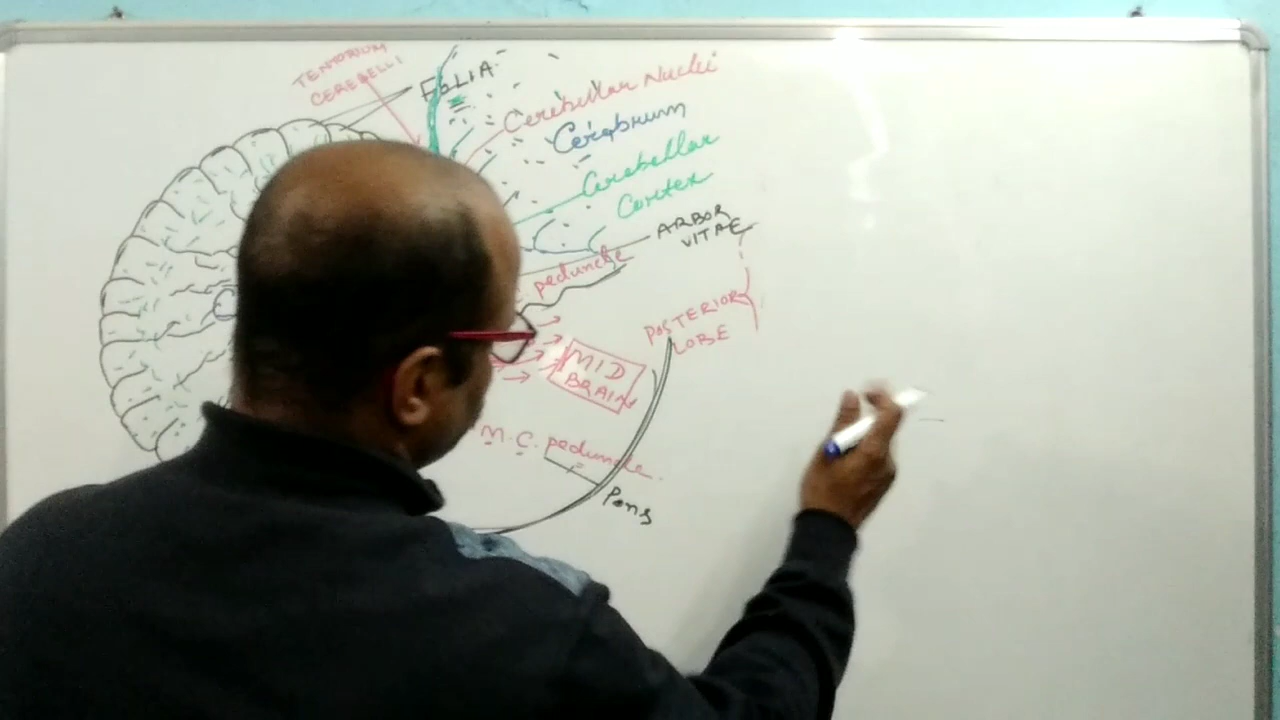 TENTORIUM
CEREBELLI
FOLIA
Cerebellar Nuclei
Cerebrum
Cerebellar
Cortex
ARBOR
VITAE
peduncle
POSTERIOR
LOBE
MID
BRAIN
M.C. peduncle.
Pons